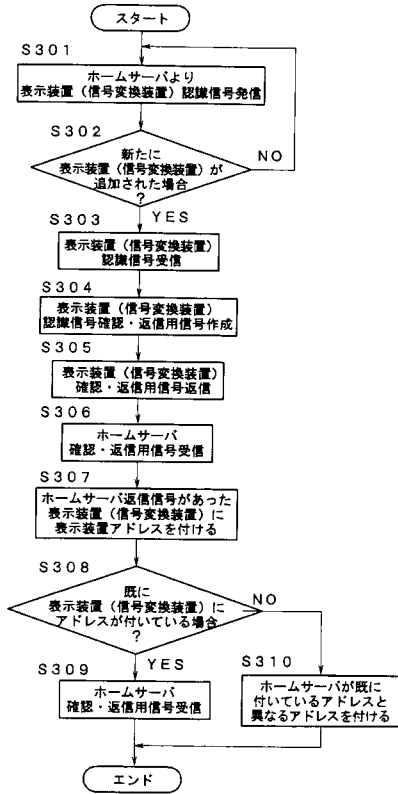 スタート
S301
ホームサーバより
表示装置（信号変換装置）認識信号発信
S302
新たに
表示装置（信号変換装置）が
追加された場合
?
NO
YES
S303
表示装置（信号変換装置）
認識信号受信
S304
表示装置（信号変換装置）
認識信号確認・返信用信号作成
S305
表示装置（信号変換装置）
確認・返信用信号返信
S306
ホームサーバ
確認・返信用信号受信
S307
ホームサーバ返信信号があった
表示装置（信号変換装置）に
表示装置アドレスを付ける
S308
既に
表示装置（信号変換装置）に
アドレスが付いている場合
?
NO
YES
S309
ホームサーバ
確認・返信用信号受信
S310
ホームサーバが既に
付いているアドレスと
異なるアドレスを付ける
エンド